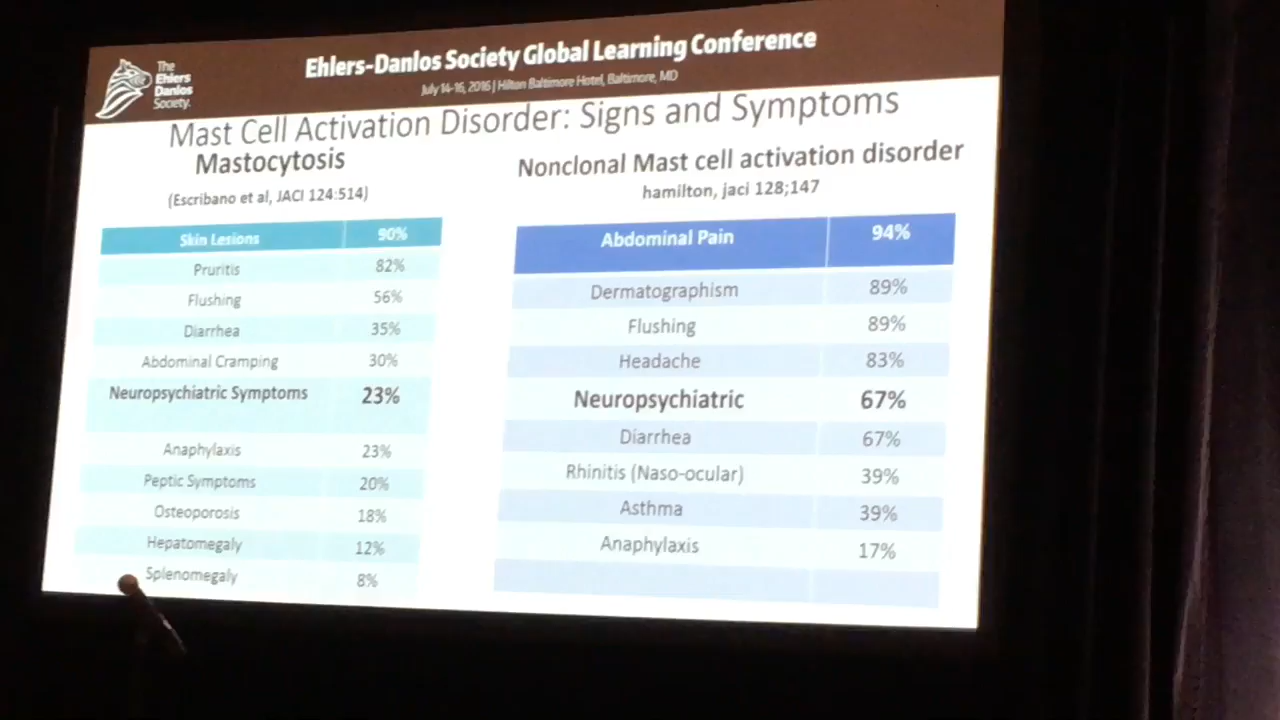 The
Ehlers
Danlos
Society.
Ehlers-Danlos Society Global Learning Conference
July 14-16, 2016 | Hilton Baltimore Hotel, Baltimore, MD
Mast Cell Activation Disorder: Signs and Symptoms
Mastocytosis
(Escribano et al, JACI 124:514)
Skin Lesions 90%
Pruritis 82%
Flushing 56%
Diarrhea 35%
Abdominal Cramping 30%
Neuropsychiatric Symptoms 23%
Anaphylaxis 23%
Peptic Symptoms 20%
Osteoporosis 18%
Hepatomegaly 12%
Splenomegaly 8%
Nonclonal Mast cell activation disorder
hamilton, jaci 128;147
Abdominal Pain 94%
Dermatographism 89%
Flushing 89%
Headache 83%
Neuropsychiatric 67%
Diarrhea 67%
Rhinitis (Naso-ocular) 39%
Asthma 39%
Anaphylaxis 17%